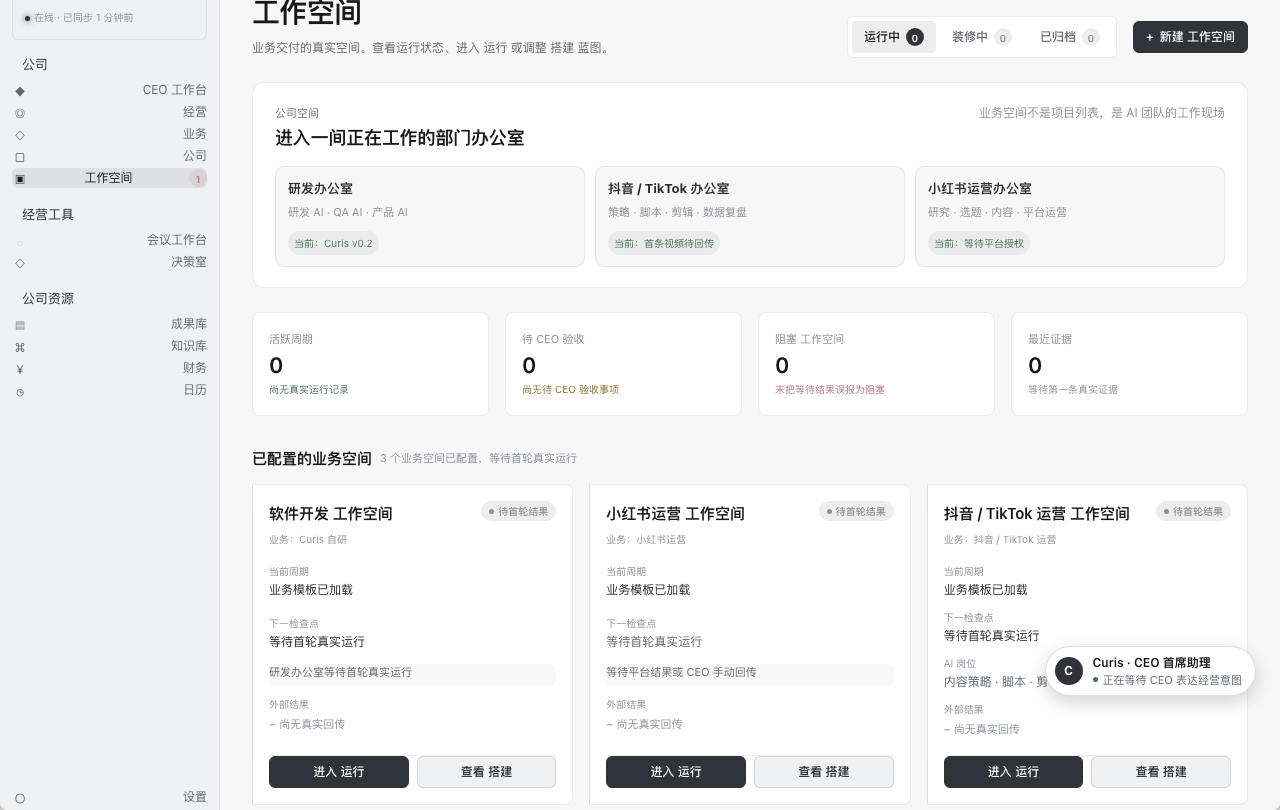 在线 · 已同步 1 分钟前
公司
CEO 工作台
经营
业务
公司
工作空间 1
经营工具
会议工作台
决策室
公司资源
成果库
知识库
¥ 财务
日历
设置
工作空间
业务交付的真实空间。查看运行状态、进入 运行 或调整 搭建 蓝图。
运行中 0 装修中 0 已归档 0
+ 新建 工作空间
公司空间
业务空间不是项目列表，是 AI 团队的工作现场
进入一间正在工作的部门办公室
研发办公室
研发 AI · QA AI · 产品 AI
当前：Curis v0.2
抖音 / TikTok 办公室
策略 · 脚本 · 剪辑 · 数据复盘
当前：首条视频待回传
小红书运营办公室
研究 · 选题 · 内容 · 平台运营
当前：等待平台授权
活跃周期
0
尚无真实运行记录
待 CEO 验收
0
尚无待 CEO 验收事项
阻塞 工作空间
0
未把等待结果误报为阻塞
最近证据
0
等待第一条真实证据
已配置的业务空间 3 个业务空间已配置，等待首轮真实运行
软件开发 工作空间
待首轮结果
业务：Curis 自研
当前周期
业务模板已加载
下一检查点
等待首轮真实运行
研发办公室等待首轮真实运行
外部结果
– 尚无真实回传
进入 运行 查看 搭建
小红书运营 工作空间
待首轮结果
业务：小红书运营
当前周期
业务模板已加载
下一检查点
等待首轮真实运行
等待平台结果或 CEO 手动回传
外部结果
– 尚无真实回传
进入 运行 查看 搭建
抖音 / TikTok 运营 工作空间
待首轮结果
业务：抖音 / TikTok 运营
当前周期
业务模板已加载
下一检查点
等待首轮真实运行
AI 岗位
内容策略 · 脚本 · 剪
外部结果
– 尚无真实回传
进入 运行 查看 搭建
C
Curis · CEO 首席助理
正在等待 CEO 表达经营意图